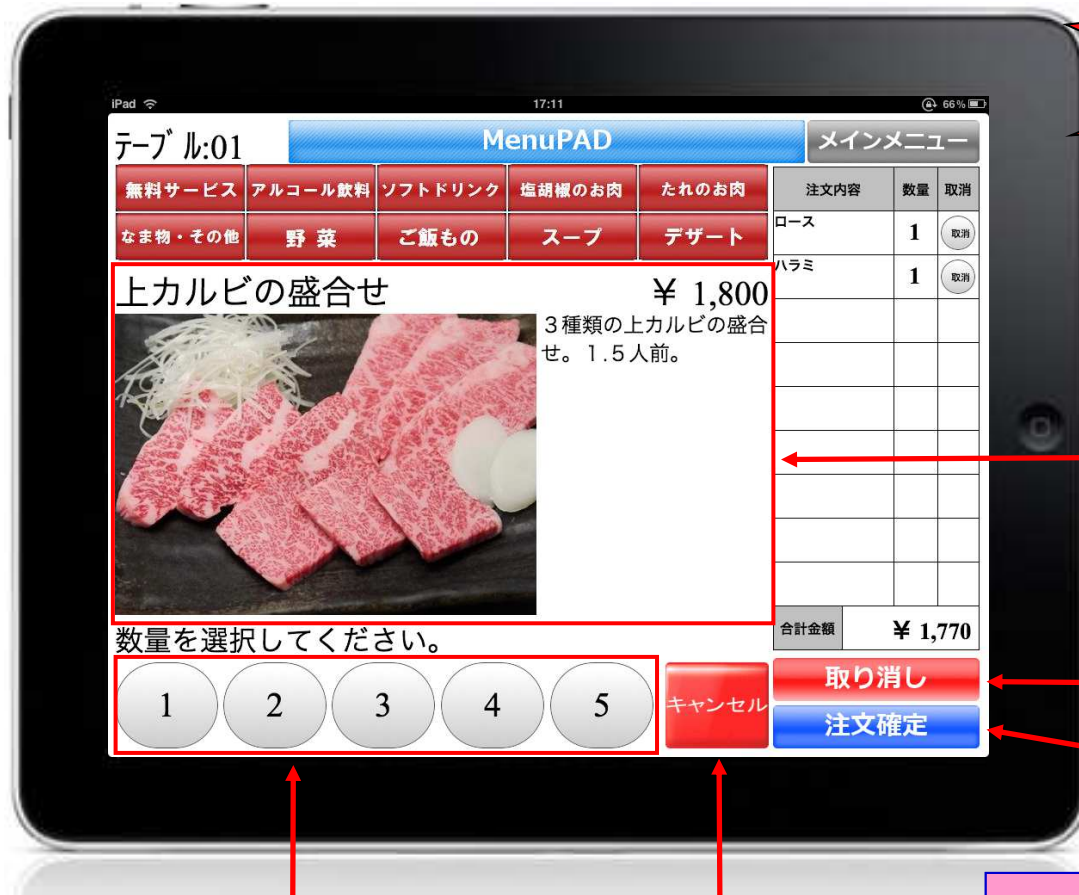 iPad 17:11 66%
テーブル:01 MenuPAD メインメニュー
無料サービス アルコール飲料 ソフトドリンク 塩胡椒のお肉 たれのお肉
なま物・その他 野菜 ご飯もの スープ デザート
注文内容 数量 取消
ロース 1 取消
ハラミ 1 取消
上カルビの盛合せ ¥ 1,800
3種類の上カルビの盛合
せ。1.5人前。
合計金額 ¥ 1,770
数量を選択してください。
1 2 3 4 5 キャンセル
取り消し
注文確定